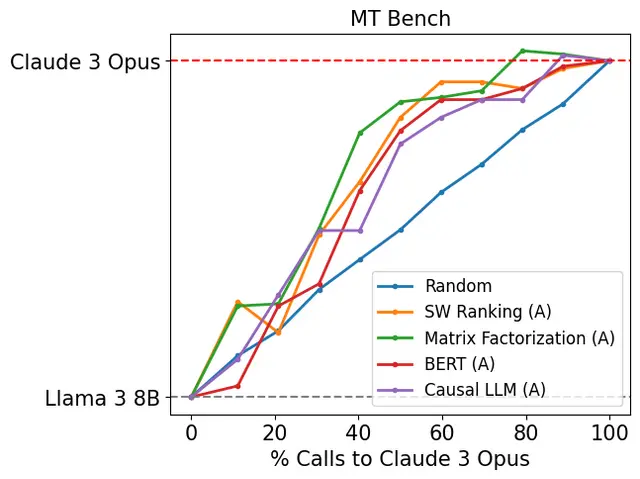 MT Bench
Claude 3 Opus
Llama 3 8B
Random
SW Ranking (A)
Matrix Factorization (A)
BERT (A)
Causal LLM (A)
0
20
40
60
80
100
% Calls to Claude 3 Opus